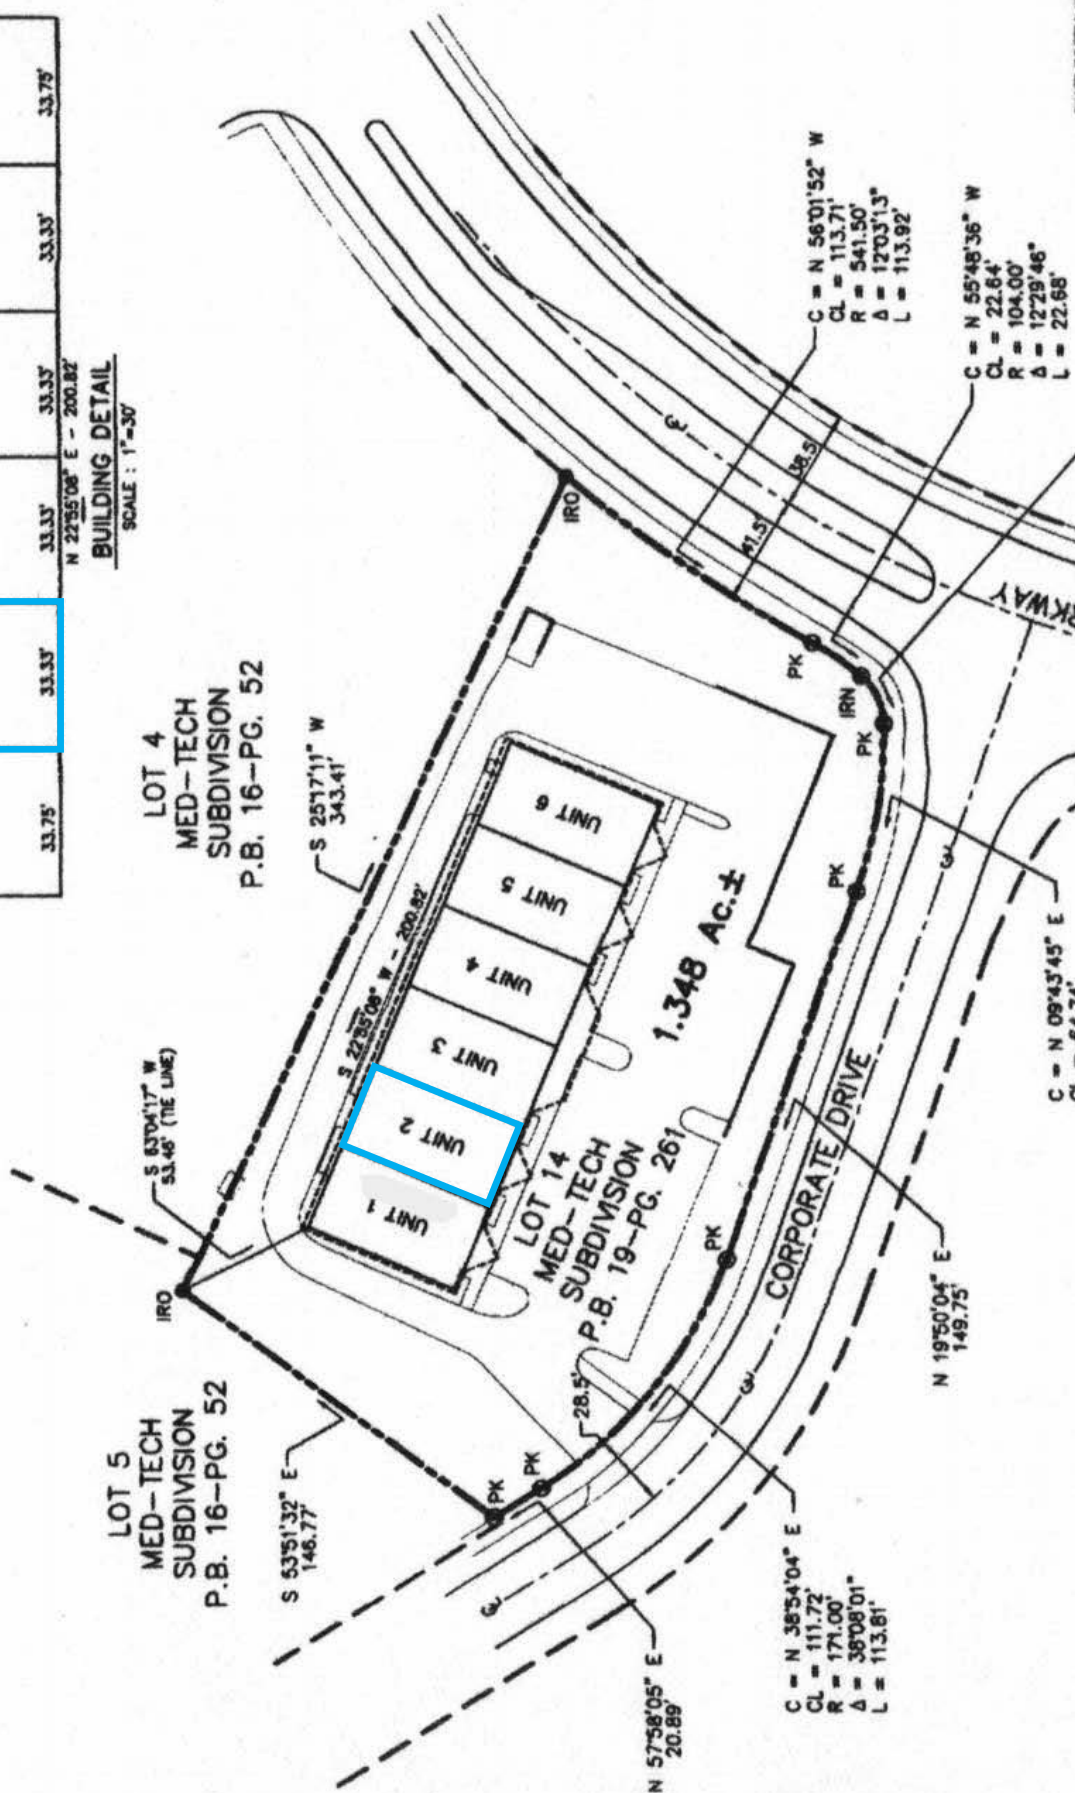 33.75'
33.33'
33.33'
33.33'
33.33'
33.75'
N 22°55'08" E - 200.82'
BUILDING DETAIL
SCALE : 1"=30'
LOT 4
MED-TECH
SUBDIVISION
P.B. 16-PG. 52
S 25°17'11" W
343.41'
S 63°04'17" W
53.46' (TIE LINE)
IRO
IRO
S 22°55'08" W - 200.82'
UNIT 1
UNIT 2
UNIT 3
UNIT 4
UNIT 5
UNIT 6
LOT 14
MED-TECH
SUBDIVISION
P.B. 19-PG. 261
1.348 Ac.±
LOT 5
MED-TECH
SUBDIVISION
P.B. 16-PG. 52
S 53°51'32" E
146.77'
PK
PK
PK
PK
PK
IRN
PK
28.5'
41.5'
38.5'
CORPORATE DRIVE
RKWAY
N 57°58'05" E
20.89'
C = N 38°54'04" E
CL = 111.72'
R = 171.00'
Δ = 38°08'01"
L = 113.81'
N 19°50'04" E
149.75'
C = N 09°43'45" E
C = N 56°01'52" W
CL = 113.71'
R = 541.50'
Δ = 12°03'13"
L = 113.92'
C = N 55°48'36" W
CL = 22.64'
R = 104.00'
Δ = 12°29'46"
L = 22.68'